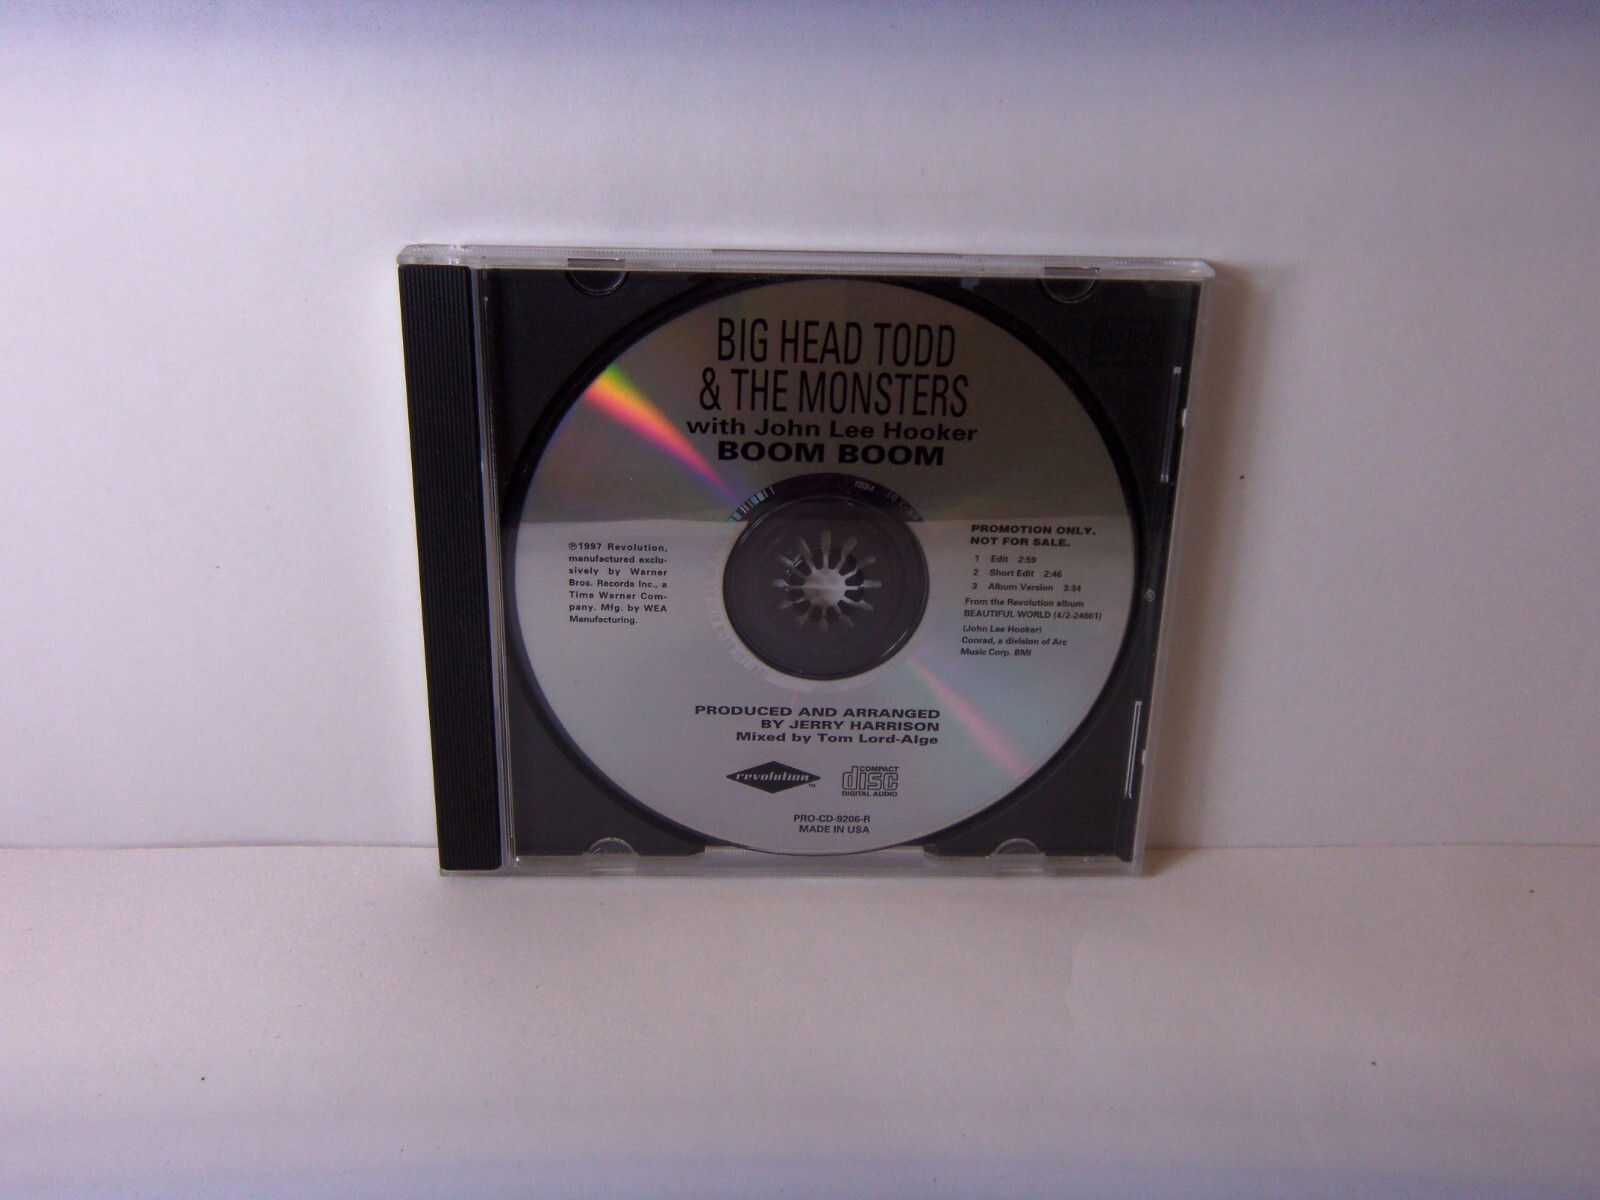 BIG HEAD TODD
& THE MONSTERS
with John Lee Hooker
BOOM BOOM
℗1997 Revolution,
manufactured exclu-
sively by Warner
Bros. Records Inc., a
Time Warner Com-
pany. Mfg. by WEA
Manufacturing.
PROMOTION ONLY.
NOT FOR SALE.
1 Edit 2:59
2 Short Edit 2:46
3 Album Version 3:34
From the Revolution album
BEAUTIFUL WORLD (4/2-24661)
(John Lee Hooker)
Conrad, a division of Arc
Music Corp. BMI
PRODUCED AND ARRANGED
BY JERRY HARRISON
Mixed by Tom Lord-Alge
revolution TM
COMPACT
disc
DIGITAL AUDIO
PRO-CD-9206-R
MADE IN USA